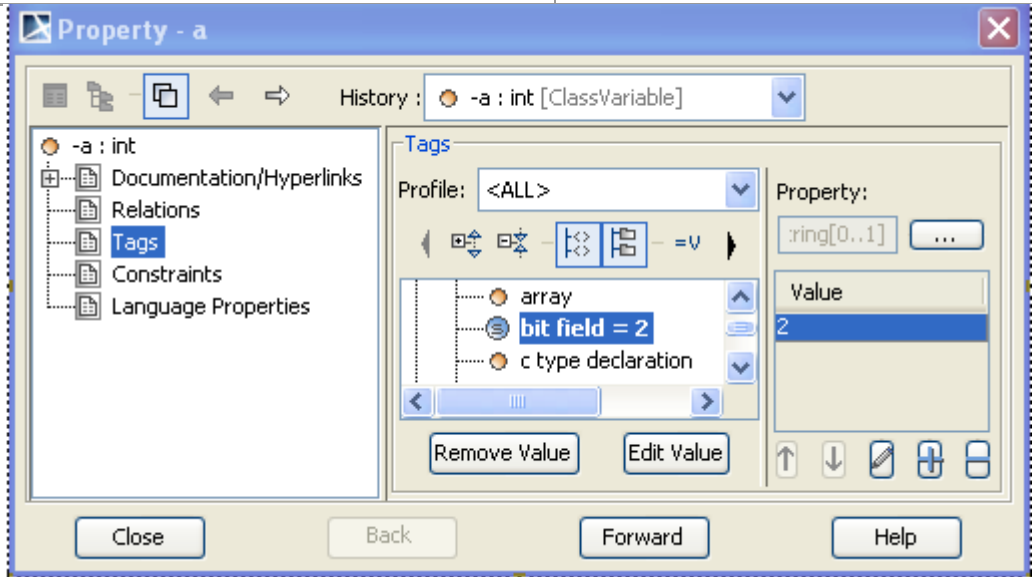 Property - a
History : -a : int [ClassVariable]
-a : int
Documentation/Hyperlinks
Relations
Tags
Constraints
Language Properties
Tags
Profile: <ALL>
=V
array
bit field = 2
c type declaration
Remove Value
Edit Value
Property:
:ring[0..1]
...
Value
2
Close
Back
Forward
Help